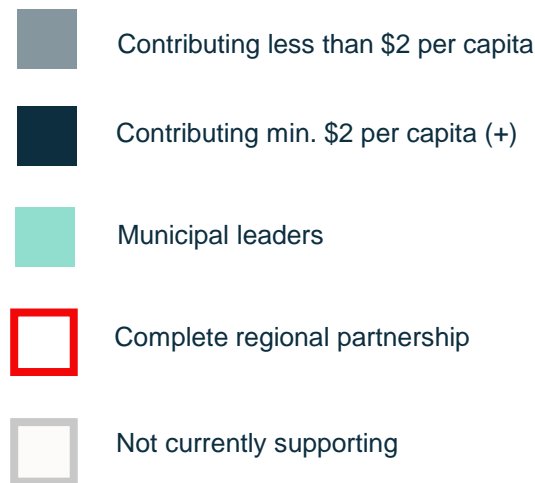 Contributing less than $2 per capita
Contributing min. $2 per capita (+)
Municipal leaders
Complete regional partnership
Not currently supporting